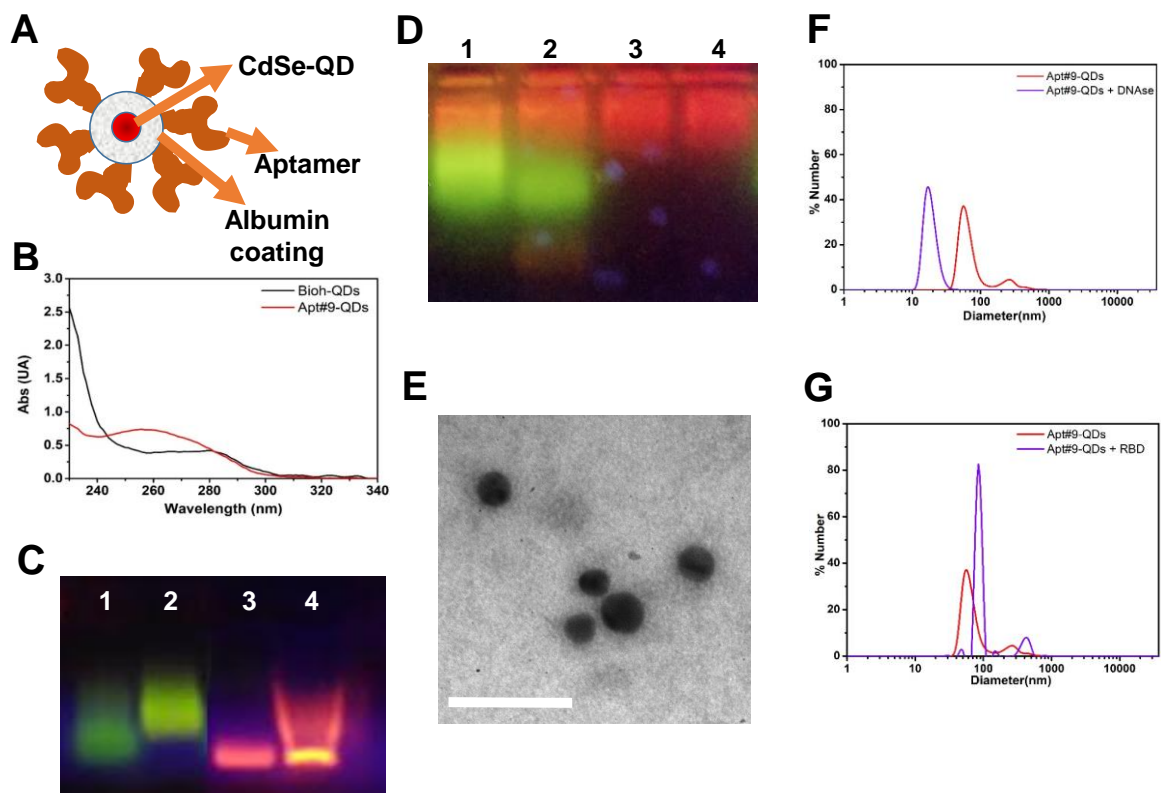 A
CdSe-QD
Aptamer
Albumin
coating
B
Bioh-QDs
Apt#9-QDs
3.0
2.5
2.0
1.5
1.0
0.5
0.0
Abs (UA)
240 260 280 300 320 340
Wavelength (nm)
C
1 2 3 4
D
1 2 3 4
E
F
Apt#9-QDs
Apt#9-QDs + DNAse
100
80
60
40
20
0
% Number
1 10 100 1000 10000
Diameter(nm)
G
Apt#9-QDs
Apt#9-QDs + RBD
100
80
60
40
20
0
% Number
1 10 100 1000 10000
Diameter(nm)